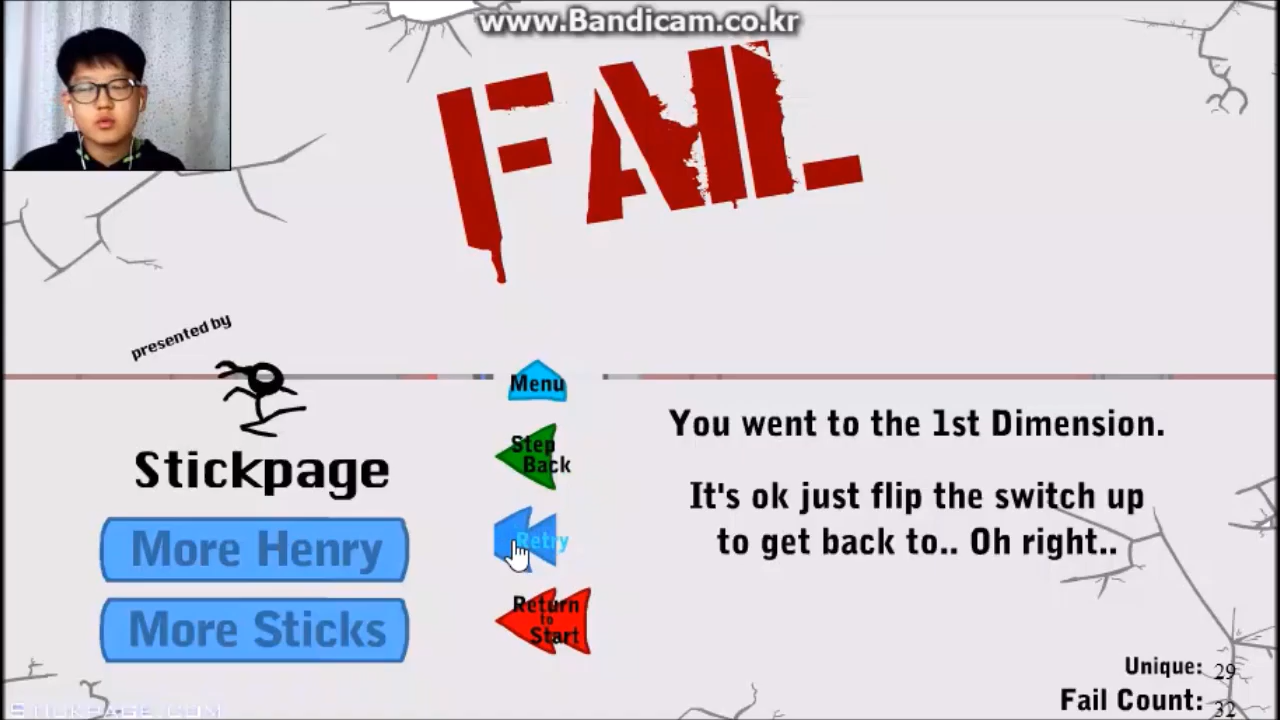 www.Bandicam.co.kr
FAIL
presented by
Stickpage
More Henry
More Sticks
Menu
Step
Back
Retry
Return
to
Start
You went to the 1st Dimension.
It's ok just flip the switch up
to get back to.. Oh right..
Unique: 29
Fail Count: 32
STICKPAGE.COM